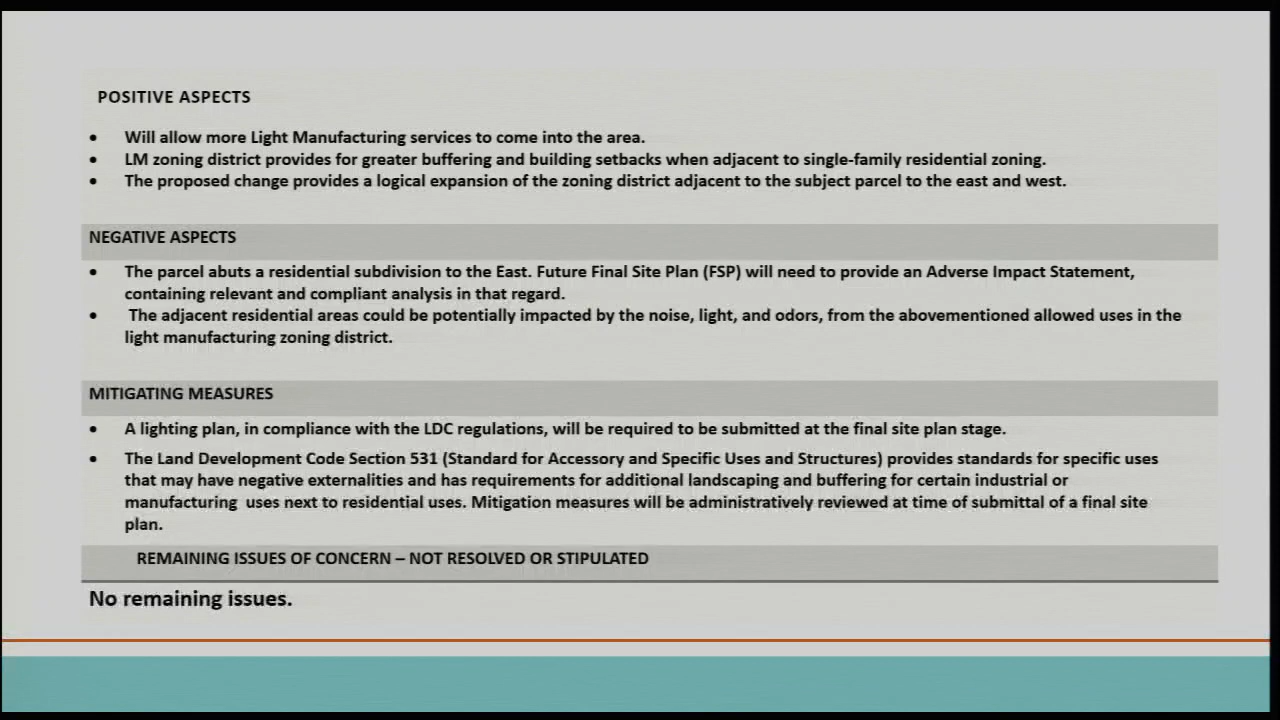 POSITIVE ASPECTS
• Will allow more Light Manufacturing services to come into the area.
• LM zoning district provides for greater buffering and building setbacks when adjacent to single-family residential zoning.
• The proposed change provides a logical expansion of the zoning district adjacent to the subject parcel to the east and west.
NEGATIVE ASPECTS
• The parcel abuts a residential subdivision to the East. Future Final Site Plan (FSP) will need to provide an Adverse Impact Statement,
containing relevant and compliant analysis in that regard.
• The adjacent residential areas could be potentially impacted by the noise, light, and odors, from the abovementioned allowed uses in the
light manufacturing zoning district.
MITIGATING MEASURES
• A lighting plan, in compliance with the LDC regulations, will be required to be submitted at the final site plan stage.
• The Land Development Code Section 531 (Standard for Accessory and Specific Uses and Structures) provides standards for specific uses
that may have negative externalities and has requirements for additional landscaping and buffering for certain industrial or
manufacturing uses next to residential uses. Mitigation measures will be administratively reviewed at time of submittal of a final site
plan.
REMAINING ISSUES OF CONCERN – NOT RESOLVED OR STIPULATED
No remaining issues.